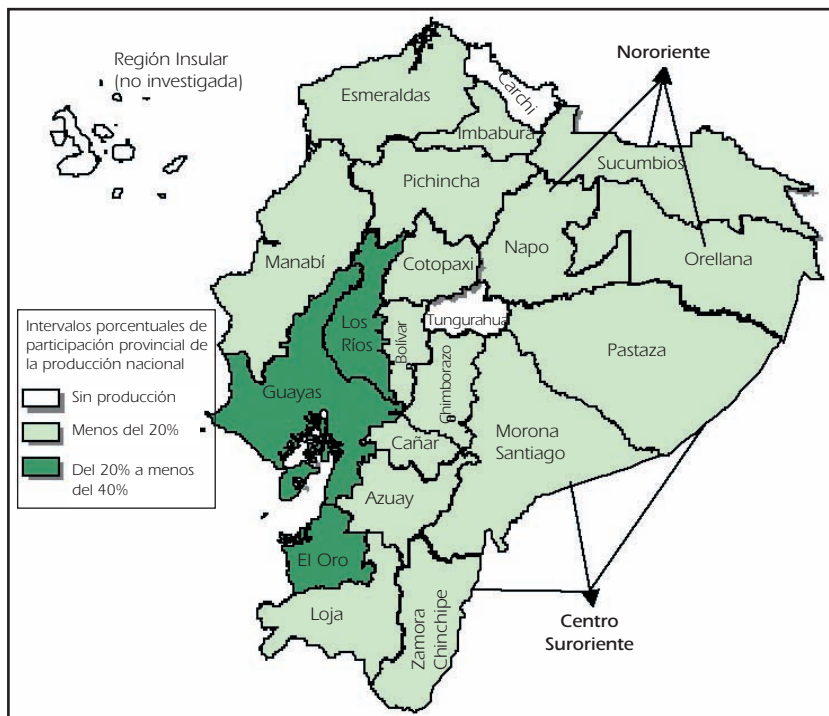 Región Insular
(no investigada)
Nororiente
Carchi
Esmeraldas
Imbabura
Sucumbios
Pichincha
Napo
Orellana
Manabí
Cotopaxi
Tungurahua
Los
Ríos
Bolívar
Pastaza
Intervalos porcentuales de
participación provincial de
la producción nacional
Sin producción
Menos del 20%
Del 20% a menos
del 40%
Guayas
Chimborazo
Morona
Santiago
Cañar
Azuay
El Oro
Loja
Zamora
Chinchipe
Centro
Suroriente